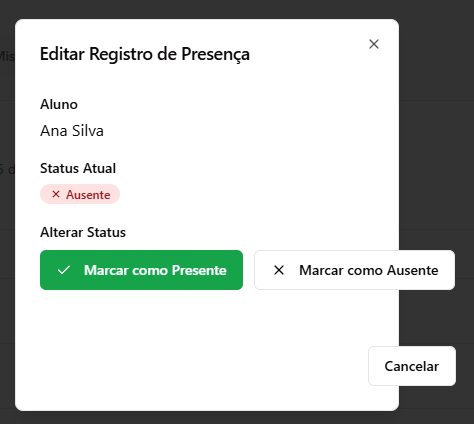 Editar Registro de Presença
Aluno
Ana Silva
Status Atual
Ausente
Alterar Status
Marcar como Presente
Marcar como Ausente
Cancelar